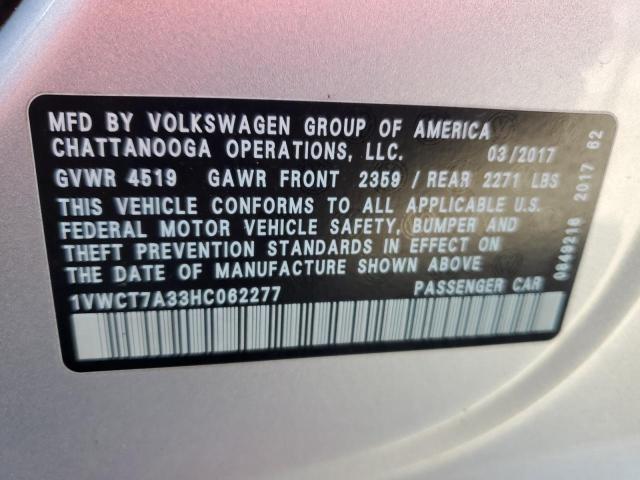 MFD BY VOLKSWAGEN GROUP OF AMERICA
CHATTANOOGA OPERATIONS, LLC. 03/2017
GVWR 4519 GAWR FRONT 2359 / REAR 2271 LBS
THIS VEHICLE CONFORMS TO ALL APPLICABLE U.S.
FEDERAL MOTOR VEHICLE SAFETY, BUMPER AND
THEFT PREVENTION STANDARDS IN EFFECT ON
THE DATE OF MANUFACTURE SHOWN ABOVE
1VWCT7A33HC062277 PASSENGER CAR
0849216 2017 62